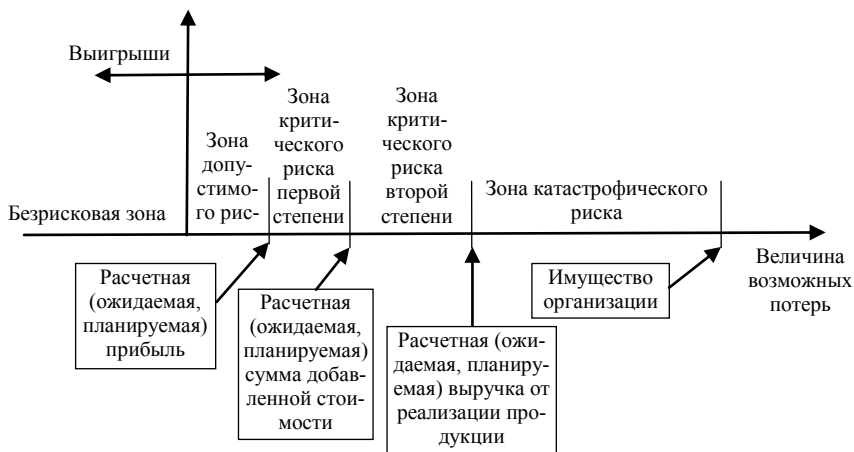 Выигрыши
Зона
допу-
стимо-
го рис-
Зона
крити-
ческого
риска
первой
степени
Зона
крити-
ческого
риска
второй
степени
Зона катастрофического
риска
Безрисковая зона
Величина
возможных
потерь
Расчетная
(ожидаемая,
планируемая)
прибыль
Расчетная
(ожидаемая,
планируемая)
сумма добав-
ленной стои-
мости
Расчетная (ожи-
даемая, планиру-
емая) выручка от
реализации про-
дукции
Имущество
организации